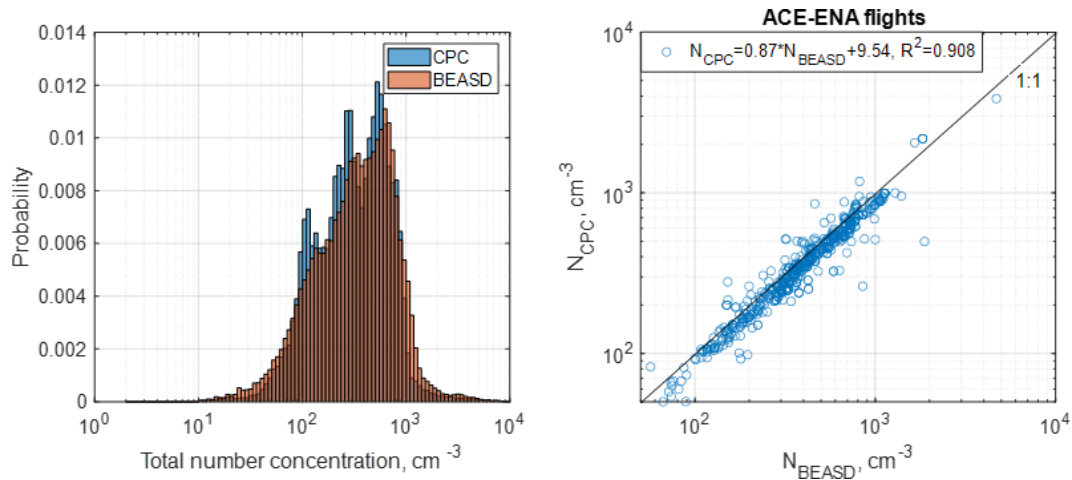 0.014
0.012
0.01
0.008
0.006
0.004
0.002
0
Probability
CPC
BEASD
10^0
10^1
10^2
10^3
10^4
Total number concentration, cm^-3
ACE-ENA flights
N_CPC=0.87*N_BEASD+9.54, R^2=0.908
1:1
10^4
10^3
10^2
N_CPC, cm^-3
10^2
10^3
10^4
N_BEASD, cm^-3